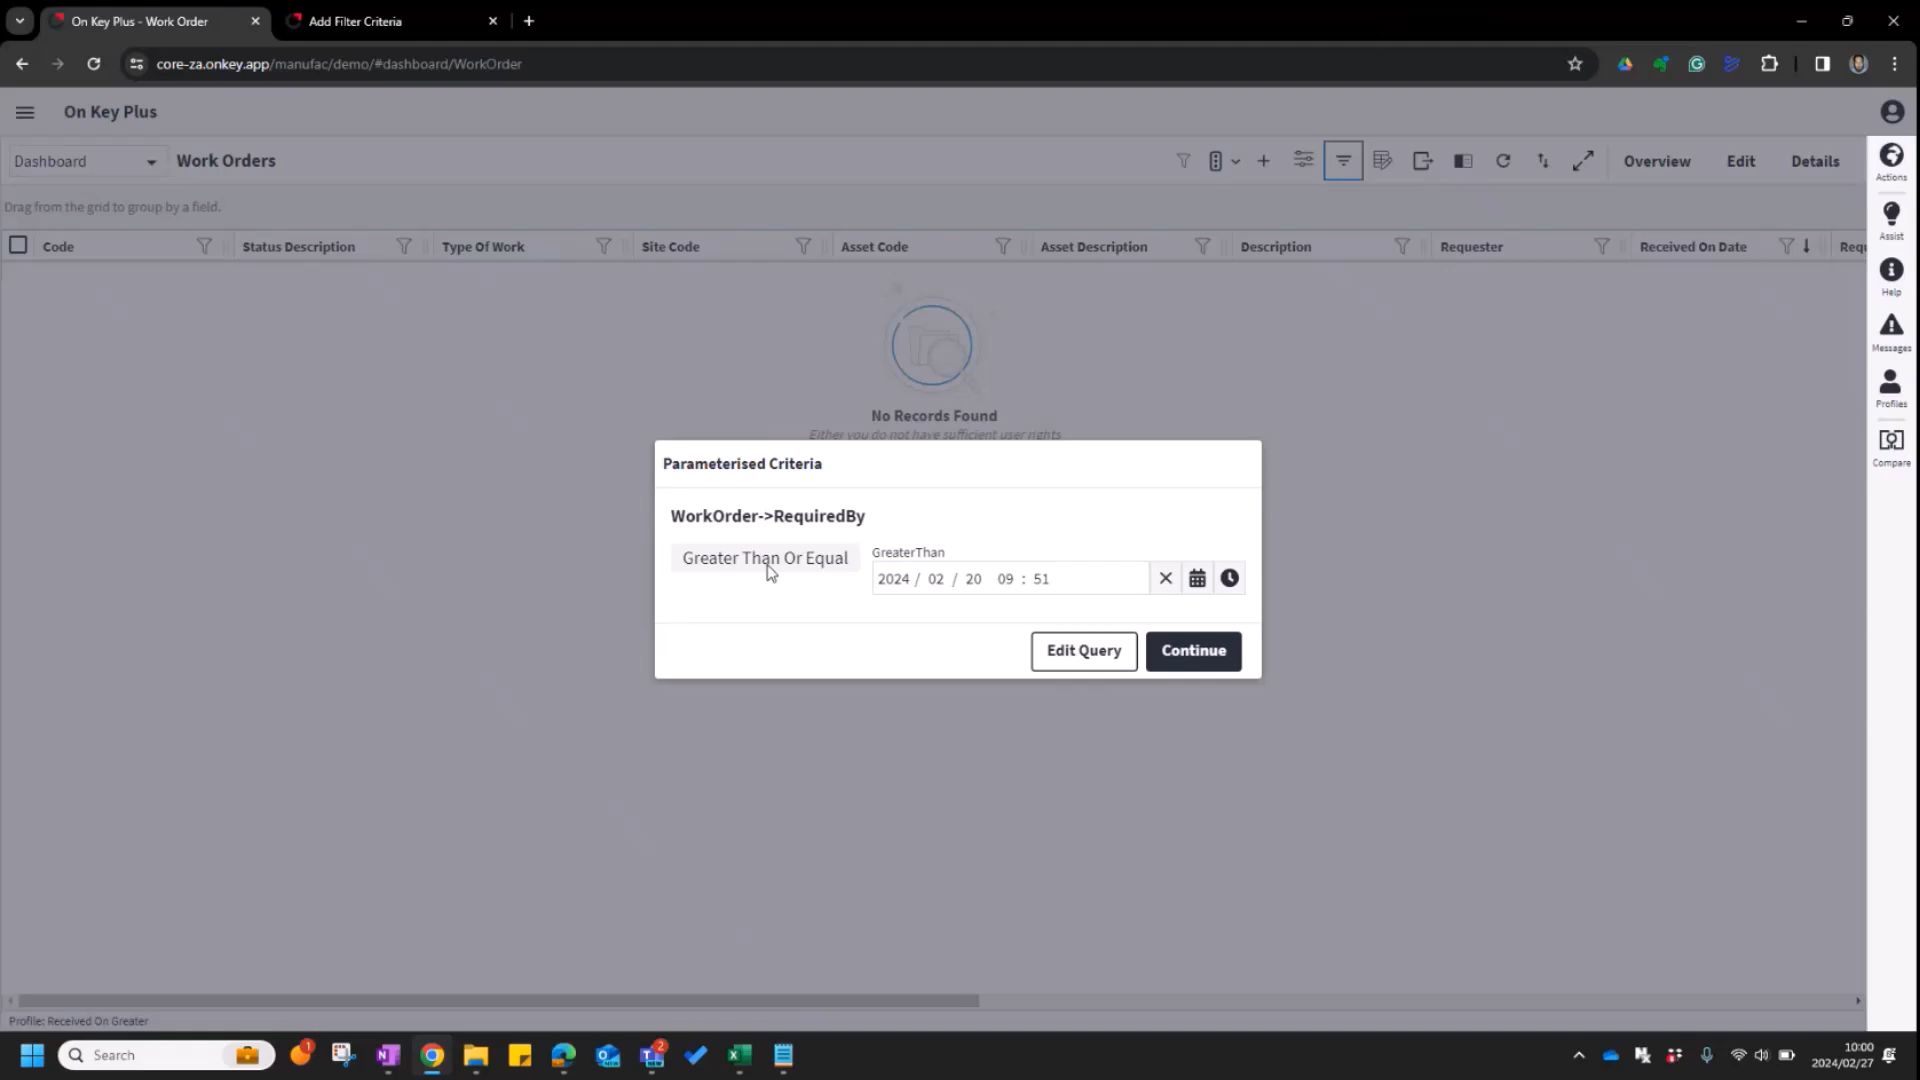 On Key Plus - Work Order
Add Filter Criteria
core-za.onkey.app/manufac/demo/#dashboard/WorkOrder
On Key Plus
Dashboard
Work Orders
Overview
Edit
Details
Actions
Drag from the grid to group by a field.
Assist
Code
Status Description
Type Of Work
Site Code
Asset Code
Asset Description
Description
Requester
Received On Date
Requ
Help
Messages
Profiles
Compare
No Records Found
Either you do not have sufficient user rights
Parameterised Criteria
WorkOrder->RequiredBy
Greater Than Or Equal
GreaterThan
2024 / 02 / 20 09 : 51
Edit Query
Continue
Profile: Received On Greater
Search
1
2
10:00
2024/02/27